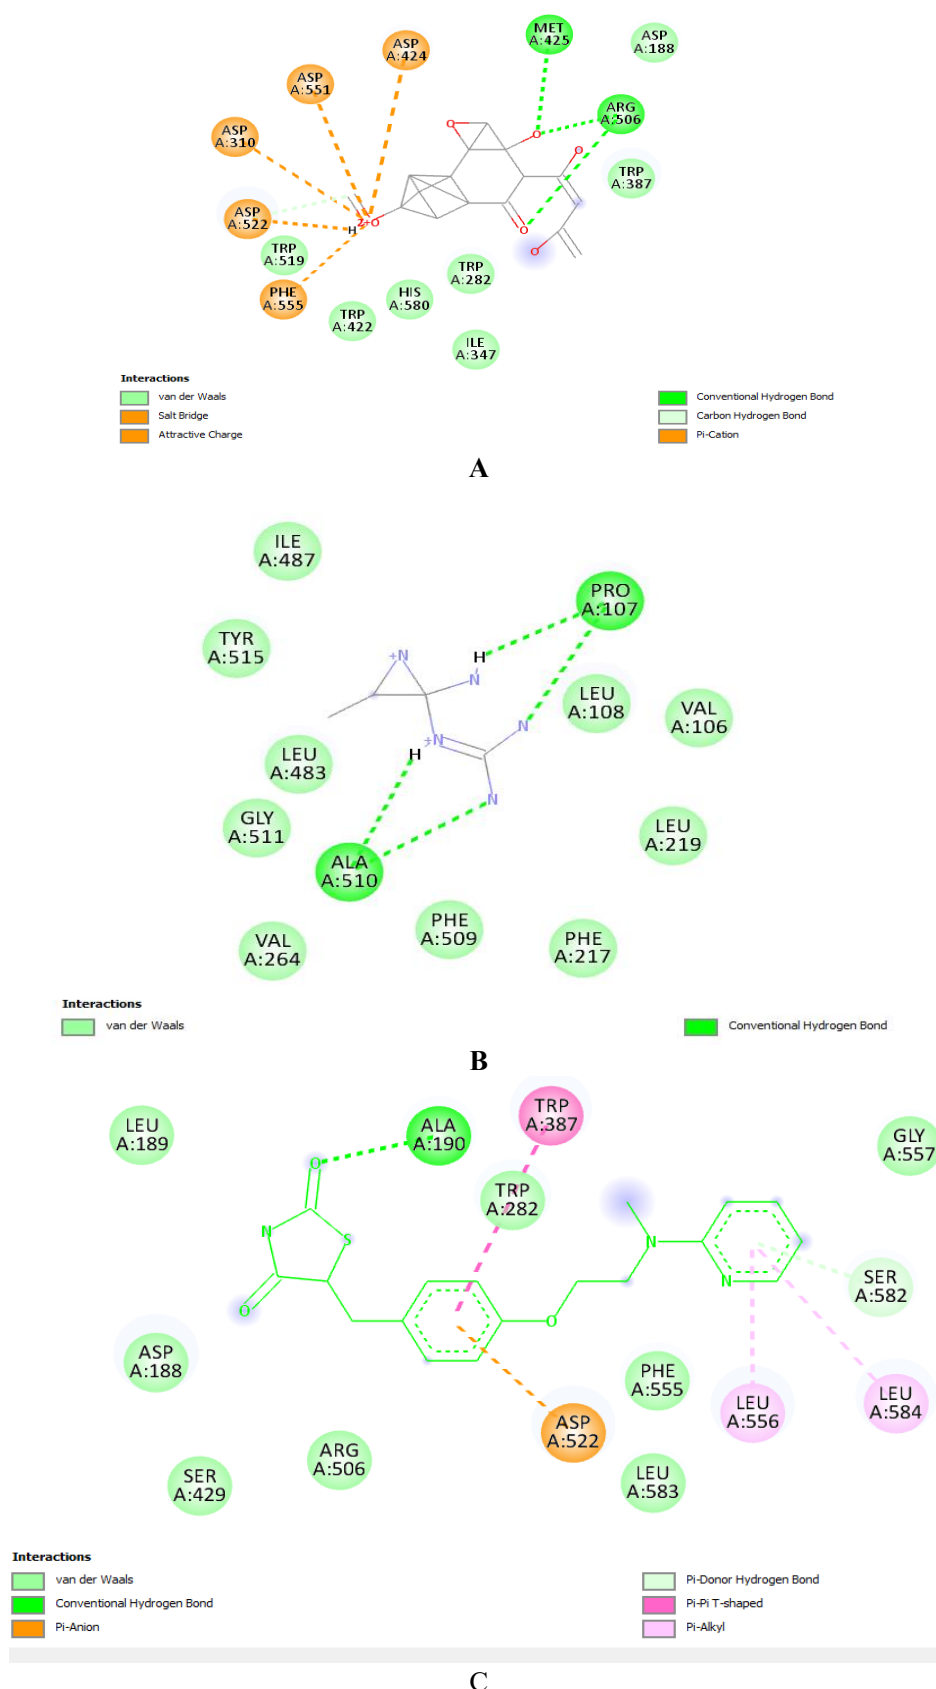 ASP
A:424
MET
A:425
ASP
A:188
ASP
A:551
ARG
A:506
ASP
A:310
O
O
O
TRP
A:387
ASP
A:522
2+O
H
O
O
TRP
A:519
TRP
A:282
PHE
A:555
HIS
A:580
TRP
A:422
ILE
A:347
Interactions
van der Waals
Salt Bridge
Attractive Charge
Conventional Hydrogen Bond
Carbon Hydrogen Bond
Pi-Cation
A
ILE
A:487
PRO
A:107
TYR
A:515
+N
H
N
LEU
A:108
VAL
A:106
N
+N
H
LEU
A:483
N
GLY
A:511
LEU
A:219
ALA
A:510
PHE
A:509
PHE
A:217
VAL
A:264
Interactions
van der Waals
Conventional Hydrogen Bond
B
LEU
A:189
ALA
A:190
TRP
A:387
GLY
A:557
O
TRP
A:282
N
S
N
N
SER
A:582
O
O
ASP
A:188
PHE
A:555
LEU
A:556
LEU
A:584
ASP
A:522
ARG
A:506
SER
A:429
LEU
A:583
Interactions
van der Waals
Conventional Hydrogen Bond
Pi-Anion
Pi-Donor Hydrogen Bond
Pi-Pi T-shaped
Pi-Alkyl
C